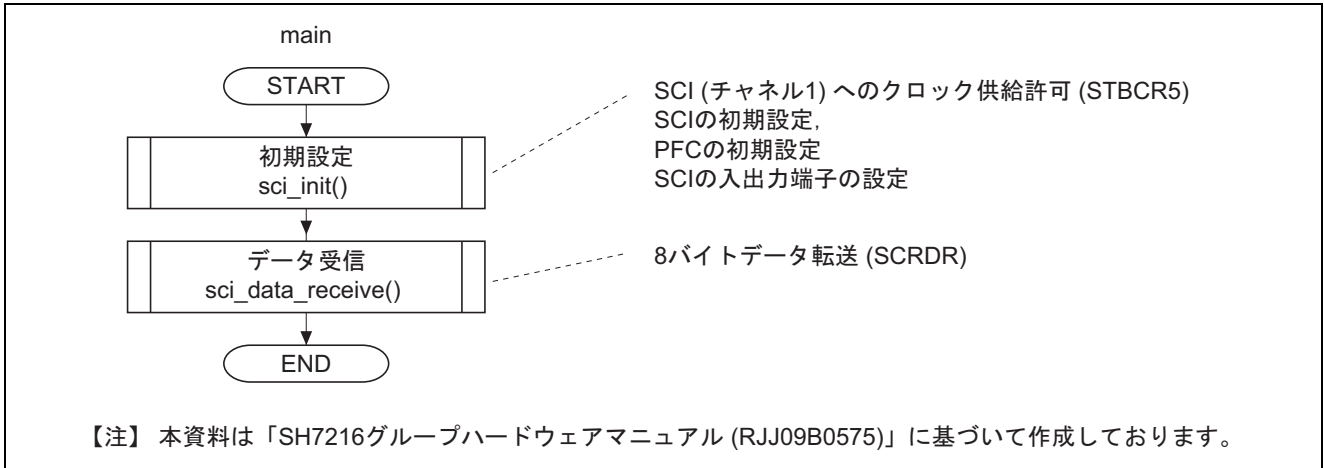 main
START
初期設定
sci_init()
SCI (チャネル1) へのクロック供給許可 (STBCR5)
SCIの初期設定,
PFCの初期設定
SCIの入出力端子の設定
データ受信
sci_data_receive()
8バイトデータ転送 (SCRDR)
END
【注】 本資料は「SH7216グループハードウェアマニュアル (RJJ09B0575)」に基づいて作成しております。